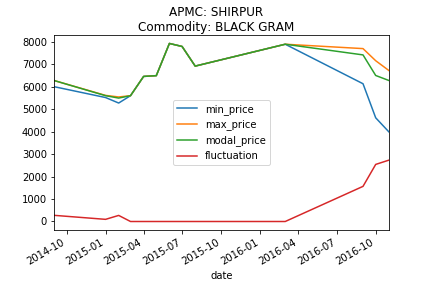 APMC: SHIRPUR
Commodity: BLACK GRAM
8000
7000
6000
5000
4000
3000
2000
1000
0
min_price
max_price
modal_price
fluctuation
2014-10
2015-01
2015-04
2015-07
2015-10
2016-01
2016-04
2016-07
2016-10
date